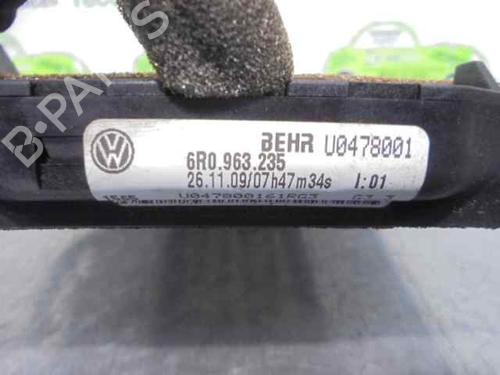 BEHR U0478001
6R0.963.235
26.11.09/07h47m34s I:01
B-PARTS